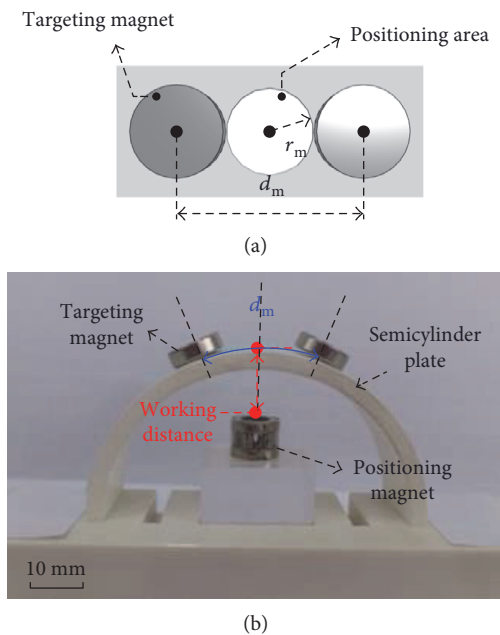 Targeting
magnet
Positioning area
r_m
d_m
(a)
d_m
Targeting
magnet
Semicylinder
plate
Working
distance
Positioning
magnet
10 mm
(b)